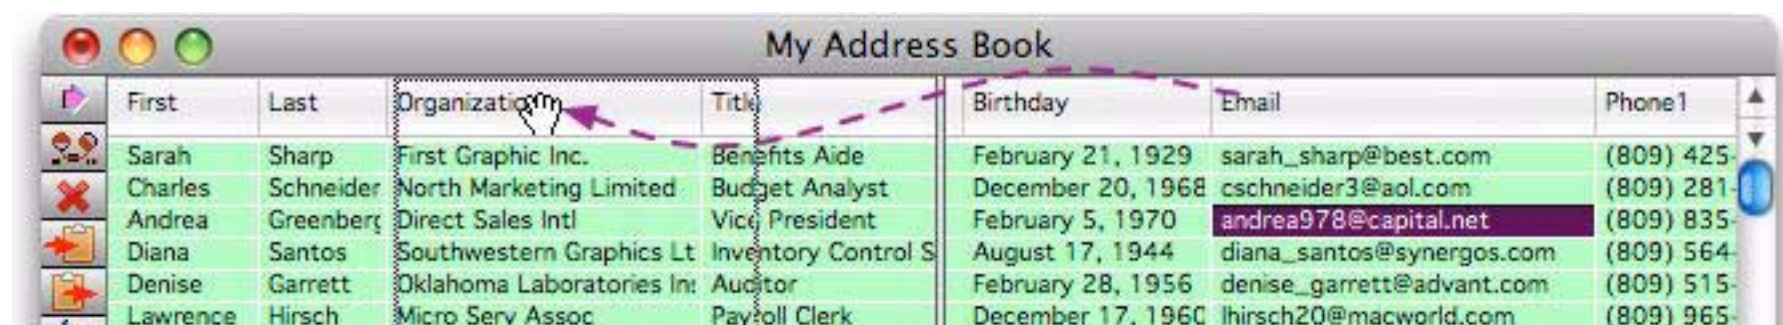 My Address Book
First Last Organization Title Birthday Email Phone1
Sarah Sharp First Graphic Inc. Benefits Aide February 21, 1929 sarah_sharp@best.com (809) 425-
Charles Schneider North Marketing Limited Budget Analyst December 20, 1968 cschneider3@aol.com (809) 281-
Andrea Greenberg Direct Sales Intl Vice President February 5, 1970 andrea978@capital.net (809) 835-
Diana Santos Southwestern Graphics Lt Inventory Control S August 17, 1944 diana_santos@synergos.com (809) 564-
Denise Garrett Oklahoma Laboratories In Auditor February 28, 1956 denise_garrett@advant.com (809) 515-
Lawrence Hirsch Micro Serv Assoc Payroll Clerk December 17, 1960 lhirsch20@macworld.com (809) 965-